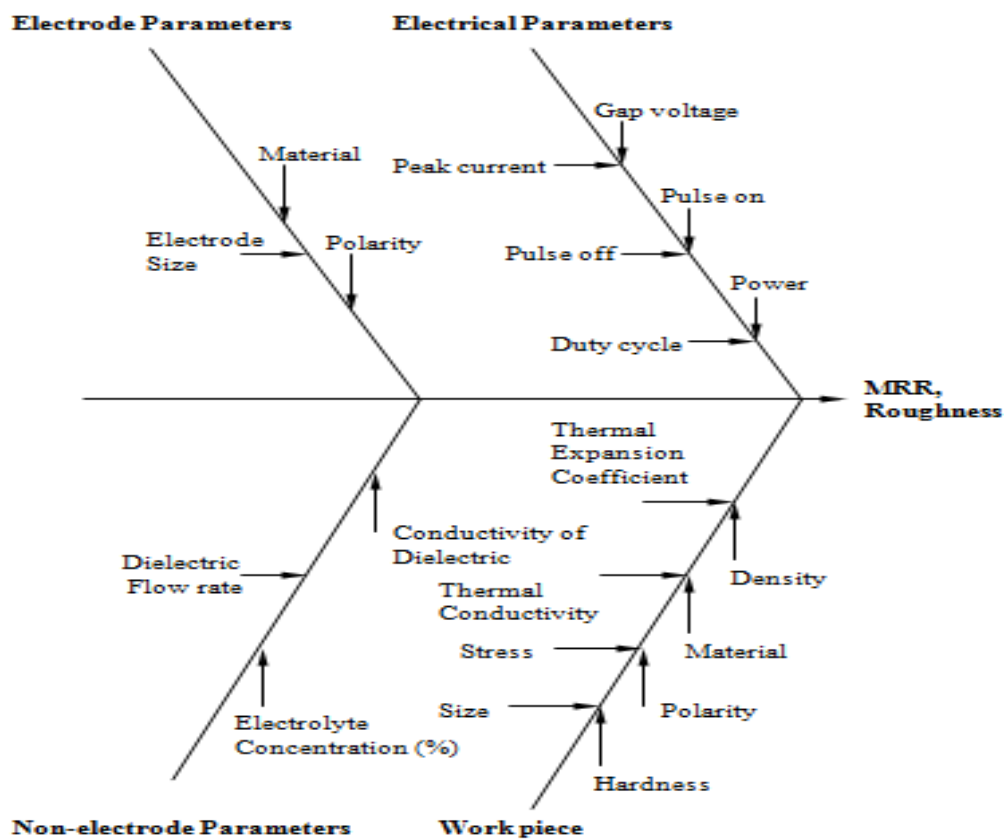 Electrode Parameters
Electrical Parameters
Gap voltage
Peak current
Material
Pulse on
Electrode
Size
Polarity
Pulse off
Power
Duty cycle
MRR,
Roughness
Thermal
Expansion
Coefficient
Conductivity of
Dielectric
Dielectric
Flow rate
Density
Thermal
Conductivity
Stress
Material
Size
Polarity
Electrolyte
Concentration (%)
Hardness
Non-electrode Parameters
Work piece